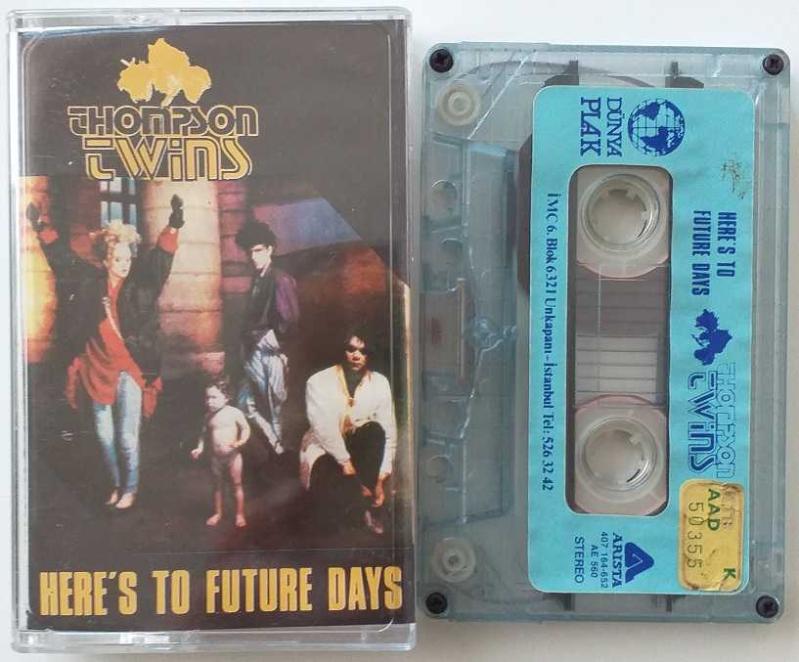 THOMPSON
TWINS
HERE'S TO FUTURE DAYS
DÜNYA
PLAK
İMC 6. Blok 6321 Unkapanı - İstanbul Tel: 526 32 42
HERE'S TO
FUTURE DAYS
THOMPSON
TWINS
ARISTA
407 164-652
AE 560
STEREO
K
AAD
50355